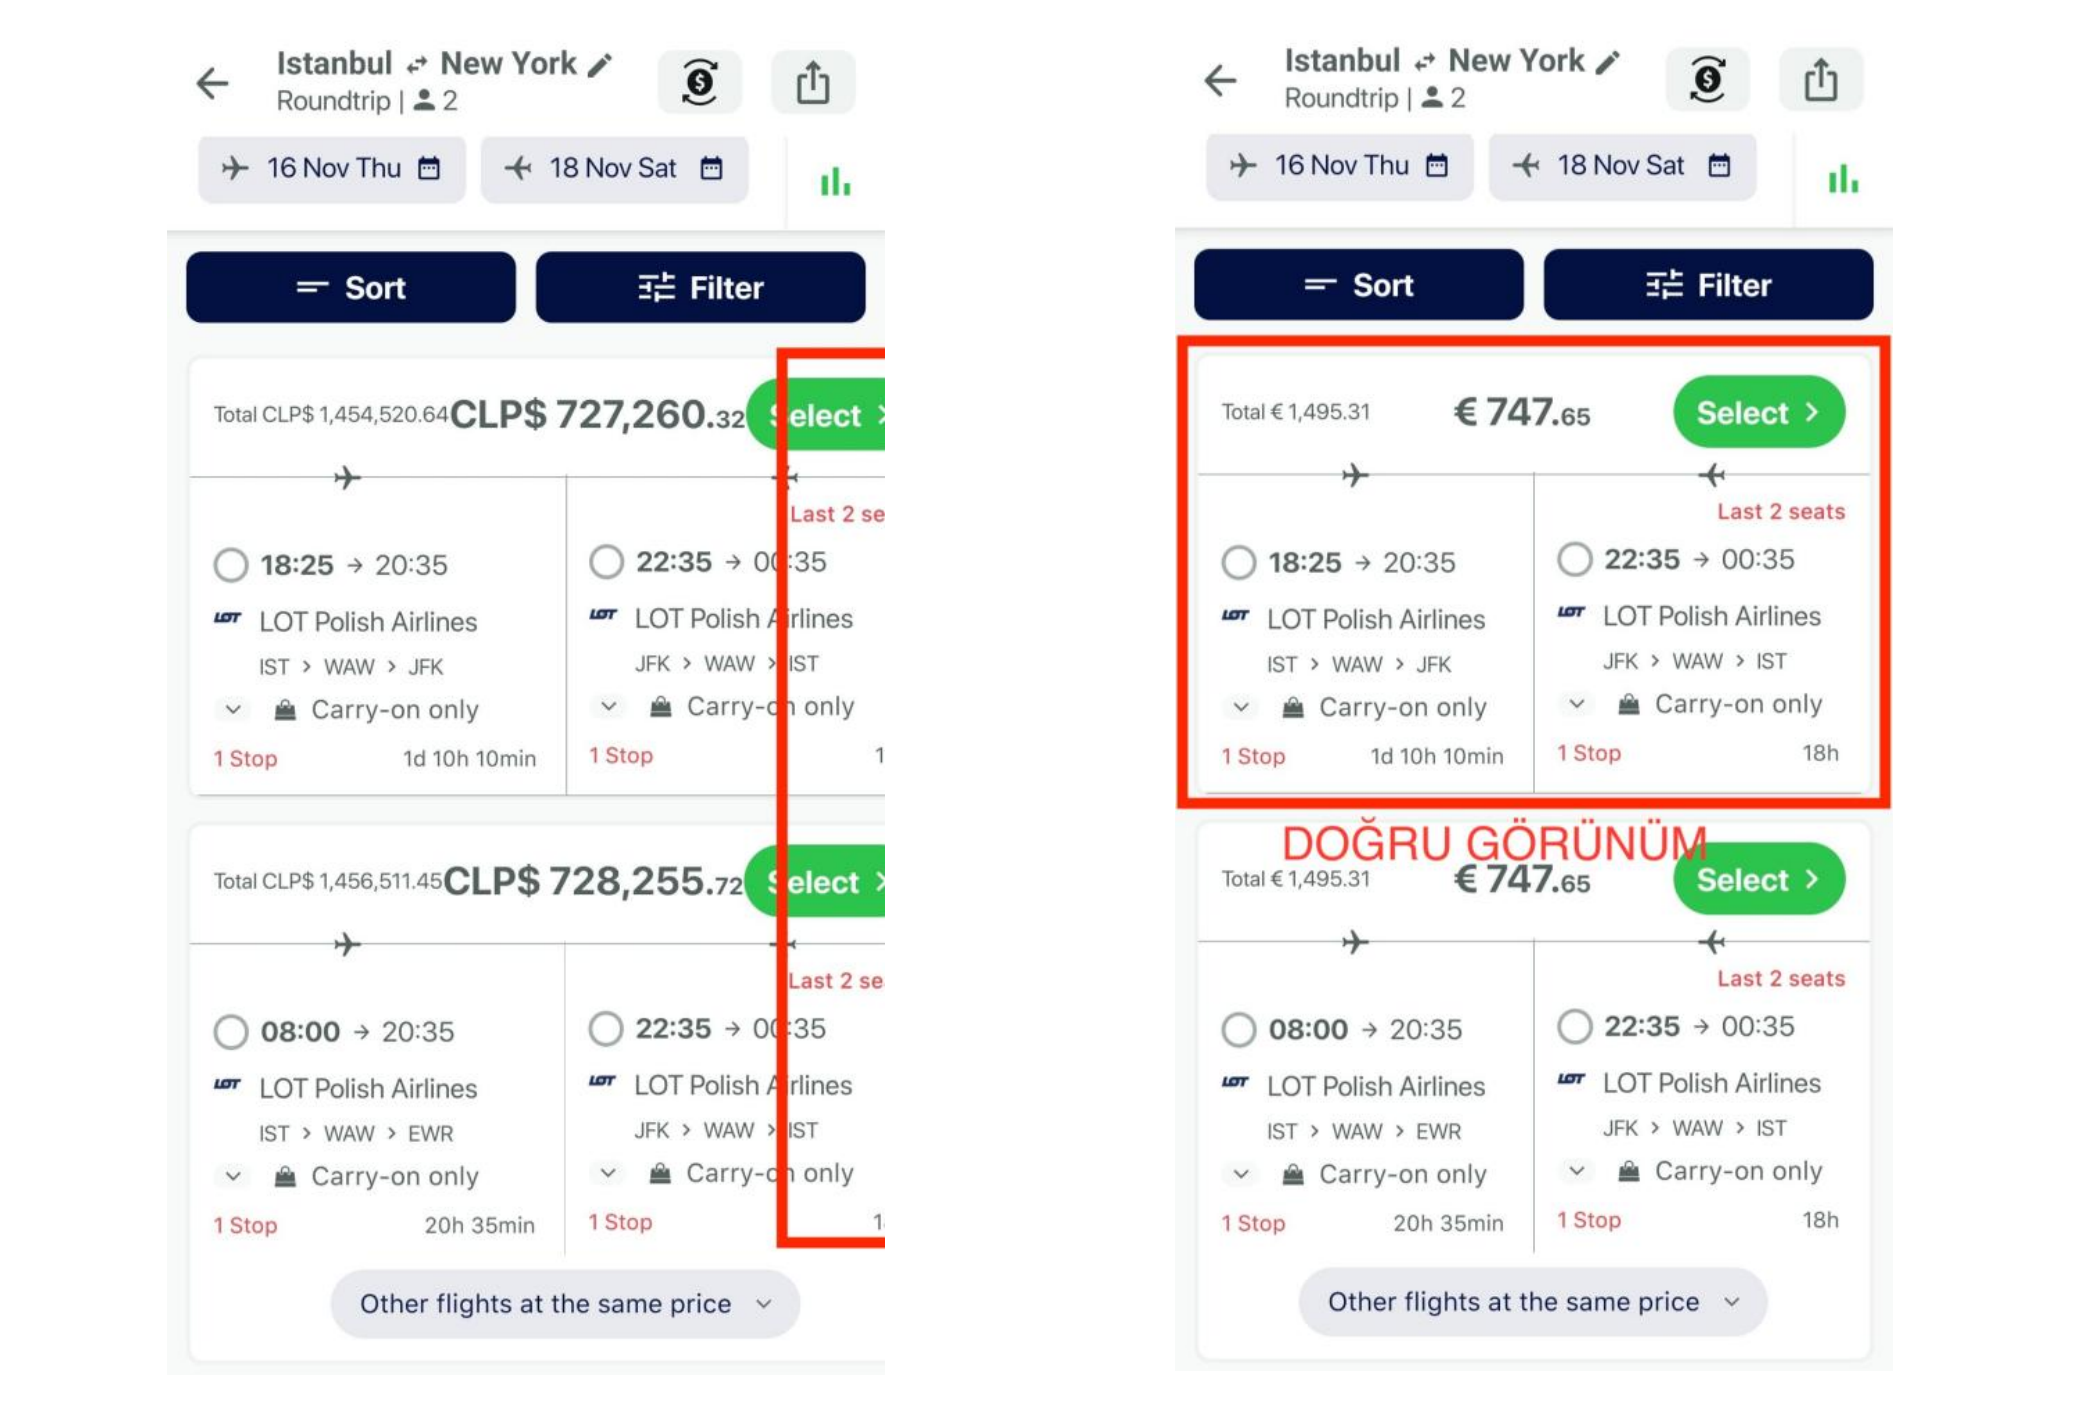 Istanbul ⇄ New York
Roundtrip | 2
16 Nov Thu
18 Nov Sat
Sort
Filter
Total CLP$ 1,454,520.64 CLP$ 727,260.32
Select >
Last 2 se
18:25 → 20:35
22:35 → 00:35
LOT LOT Polish Airlines
LOT LOT Polish Airlines
IST > WAW > JFK
JFK > WAW > IST
Carry-on only
Carry-on only
1 Stop 1d 10h 10min
1 Stop 1
Total CLP$ 1,456,511.45 CLP$ 728,255.72
Select >
Last 2 se
08:00 → 20:35
22:35 → 00:35
LOT LOT Polish Airlines
LOT LOT Polish Airlines
IST > WAW > EWR
JFK > WAW > IST
Carry-on only
Carry-on only
1 Stop 20h 35min
1 Stop 1
Other flights at the same price
Istanbul ⇄ New York
Roundtrip | 2
16 Nov Thu
18 Nov Sat
Sort
Filter
Total € 1,495.31 € 747.65
Select >
Last 2 seats
18:25 → 20:35
22:35 → 00:35
LOT LOT Polish Airlines
LOT LOT Polish Airlines
IST > WAW > JFK
JFK > WAW > IST
Carry-on only
Carry-on only
1 Stop 1d 10h 10min
1 Stop 18h
DOĞRU GÖRÜNÜM
Total € 1,495.31 € 747.65
Select >
Last 2 seats
08:00 → 20:35
22:35 → 00:35
LOT LOT Polish Airlines
LOT LOT Polish Airlines
IST > WAW > EWR
JFK > WAW > IST
Carry-on only
Carry-on only
1 Stop 20h 35min
1 Stop 18h
Other flights at the same price